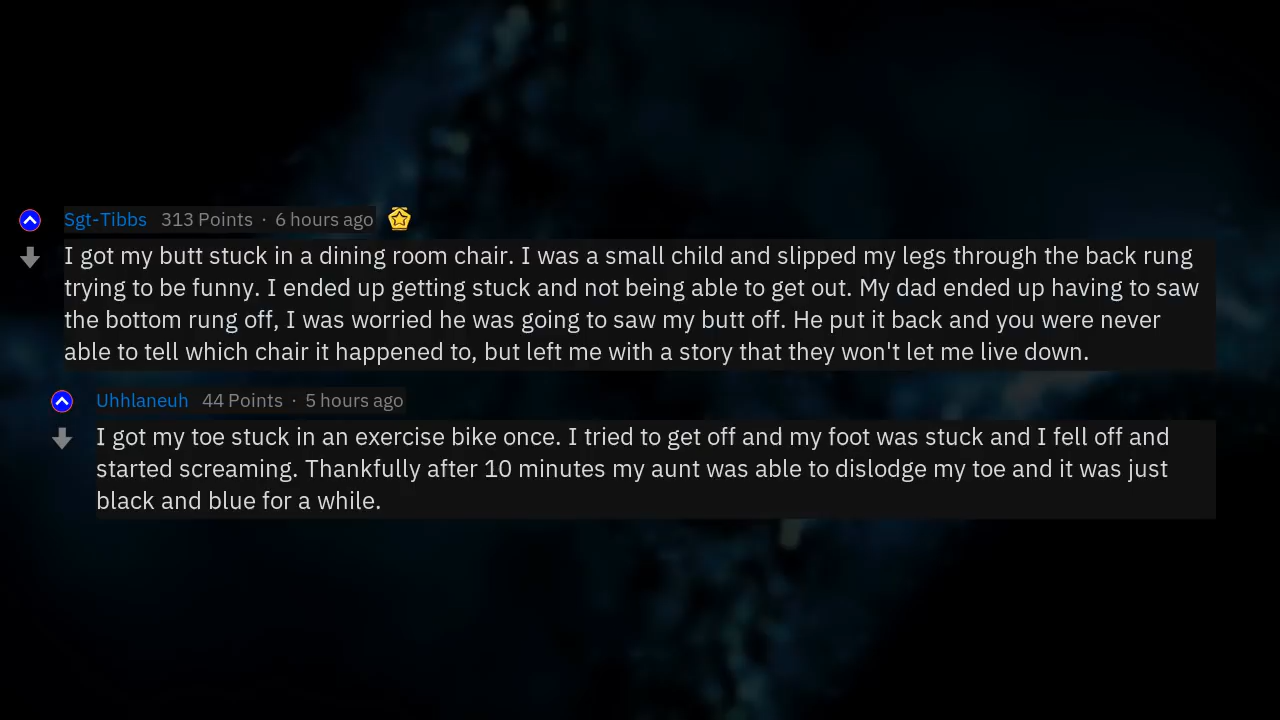 Sgt-Tibbs 313 Points · 6 hours ago
I got my butt stuck in a dining room chair. I was a small child and slipped my legs through the back rung
trying to be funny. I ended up getting stuck and not being able to get out. My dad ended up having to saw
the bottom rung off, I was worried he was going to saw my butt off. He put it back and you were never
able to tell which chair it happened to, but left me with a story that they won't let me live down.
Uhhlaneuh 44 Points · 5 hours ago
I got my toe stuck in an exercise bike once. I tried to get off and my foot was stuck and I fell off and
started screaming. Thankfully after 10 minutes my aunt was able to dislodge my toe and it was just
black and blue for a while.